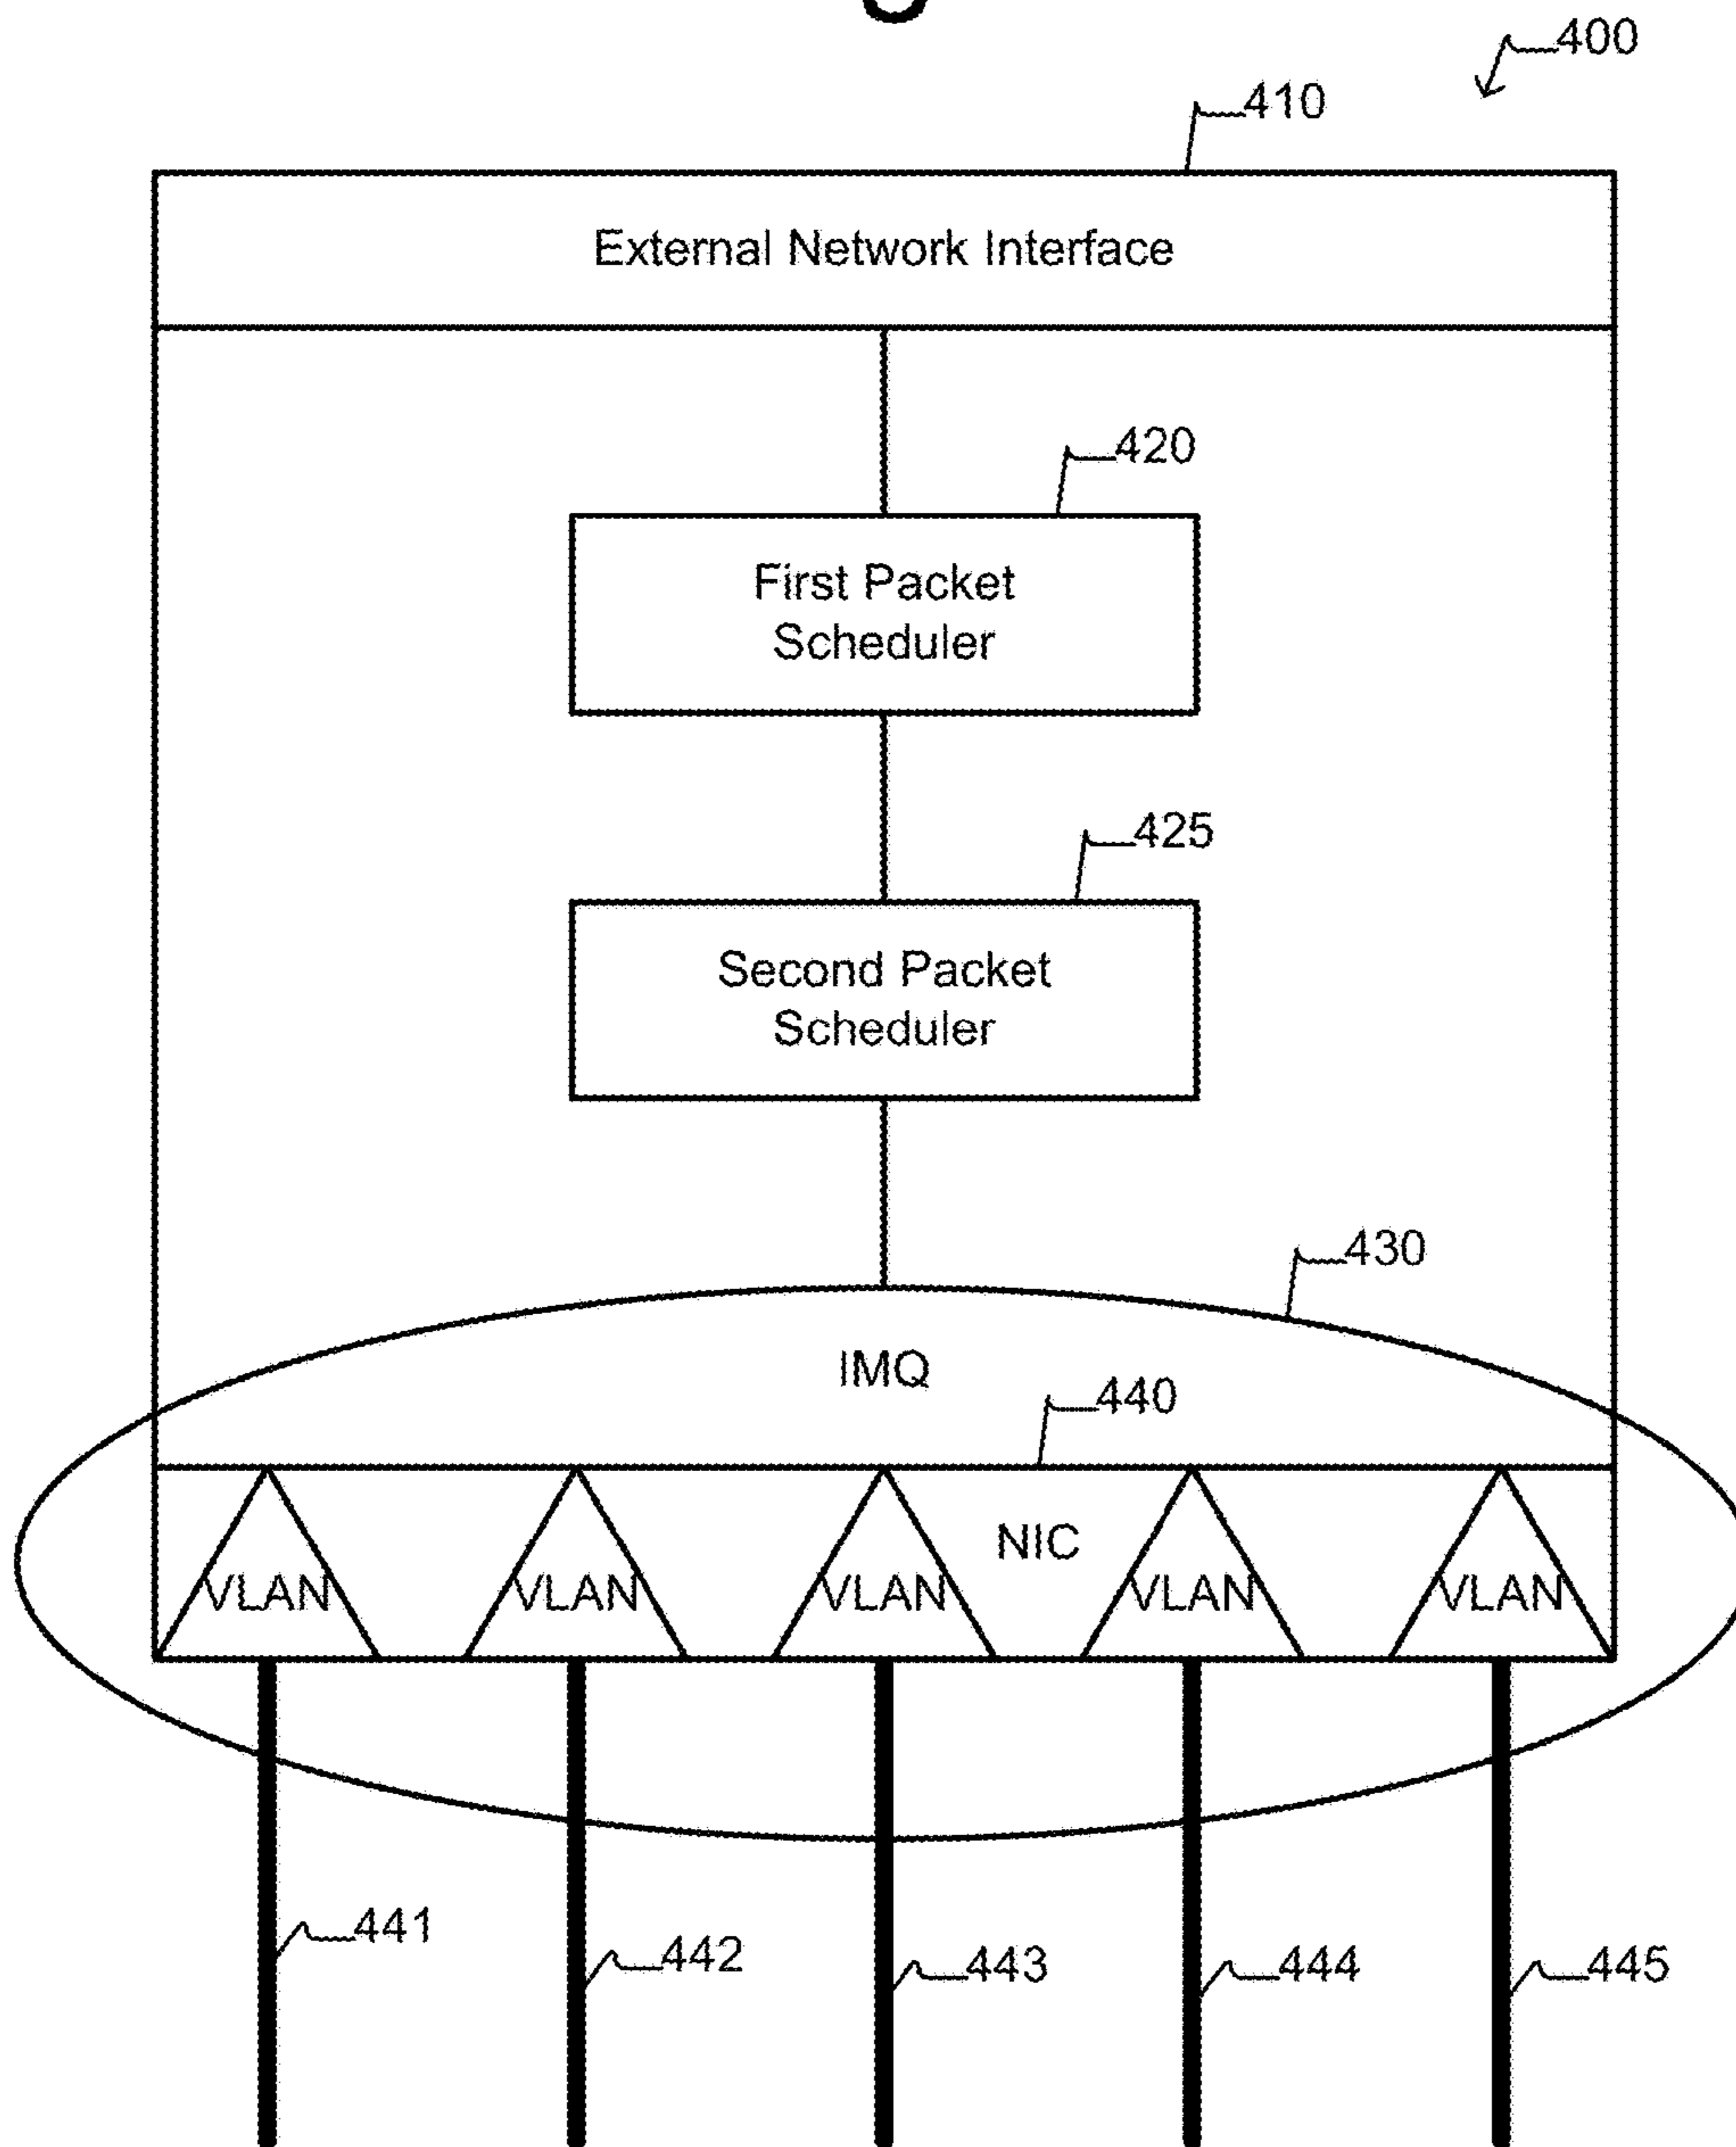 400
410
External Network Interface
420
First Packet
Scheduler
425
Second Packet
Scheduler
430
IMQ
440
NIC
VLAN VLAN VLAN VLAN VLAN
441
442
443
444
445